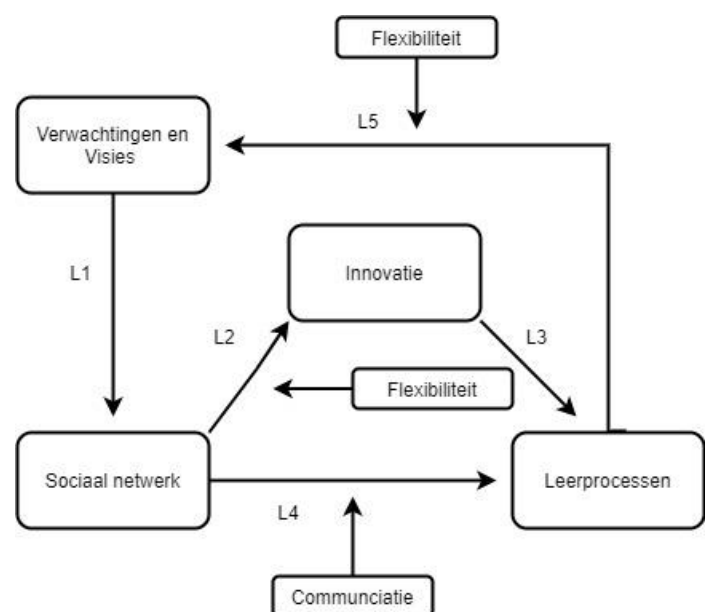 Flexibiliteit
L5
Verwachtingen en
Visies
L1
Innovatie
L2
L3
Flexibiliteit
Sociaal netwerk
Leerprocessen
L4
Communciatie